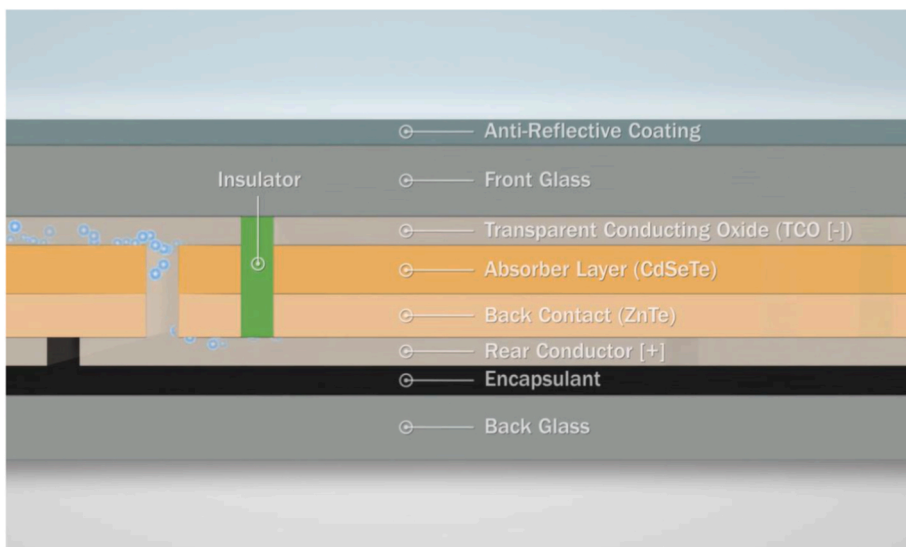 Anti-Reflective Coating
Insulator
Front Glass
Transparent Conducting Oxide (TCO [-])
Absorber Layer (CdSeTe)
Back Contact (ZnTe)
Rear Conductor [+]
Encapsulant
Back Glass